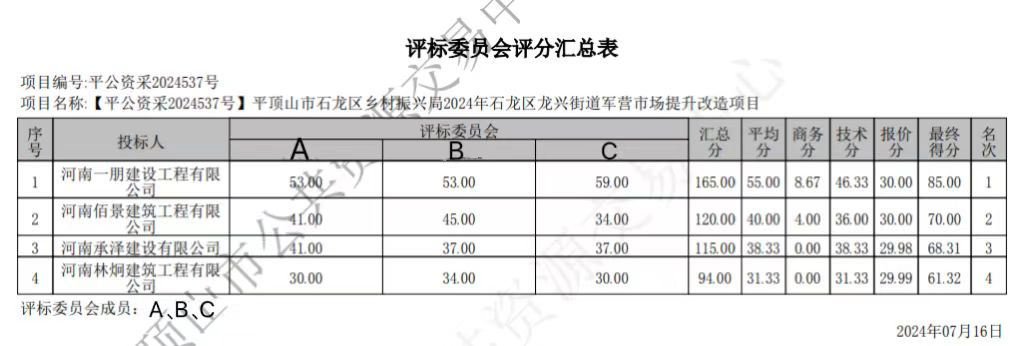 评标委员会评分汇总表
项目编号:平公资采2024537号
项目名称:【平公资采2024537号】平顶山市石龙区乡村振兴局2024年石龙区龙兴街道军营市场提升改造项目
序号 投标人 评标委员会 汇总分 平均分 商务分 技术分 报价分 最终得分 名次
A B C
1 河南一朋建设工程有限公司 53.00 53.00 59.00 165.00 55.00 8.67 46.33 30.00 85.00 1
2 河南佰景建筑工程有限公司 41.00 45.00 34.00 120.00 40.00 4.00 36.00 30.00 70.00 2
3 河南承泽建设有限公司 41.00 37.00 37.00 115.00 38.33 0.00 38.33 29.98 68.31 3
4 河南林炯建筑工程有限公司 30.00 34.00 30.00 94.00 31.33 0.00 31.33 29.99 61.32 4
评标委员会成员：A、B、C
2024年07月16日